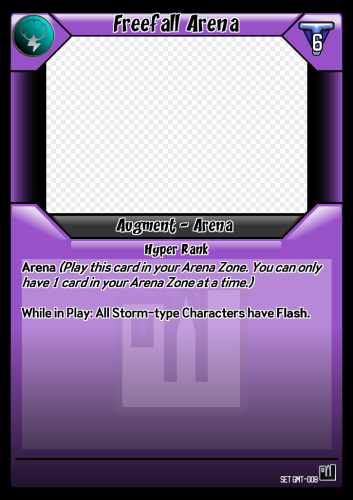 Freefall Arena
6
Augment - Arena
Hyper Rank
Arena (Play this card in your Arena Zone. You can only
have 1 card in your Arena Zone at a time.)
While in Play: All Storm-type Characters have Flash.
SET GMT-008